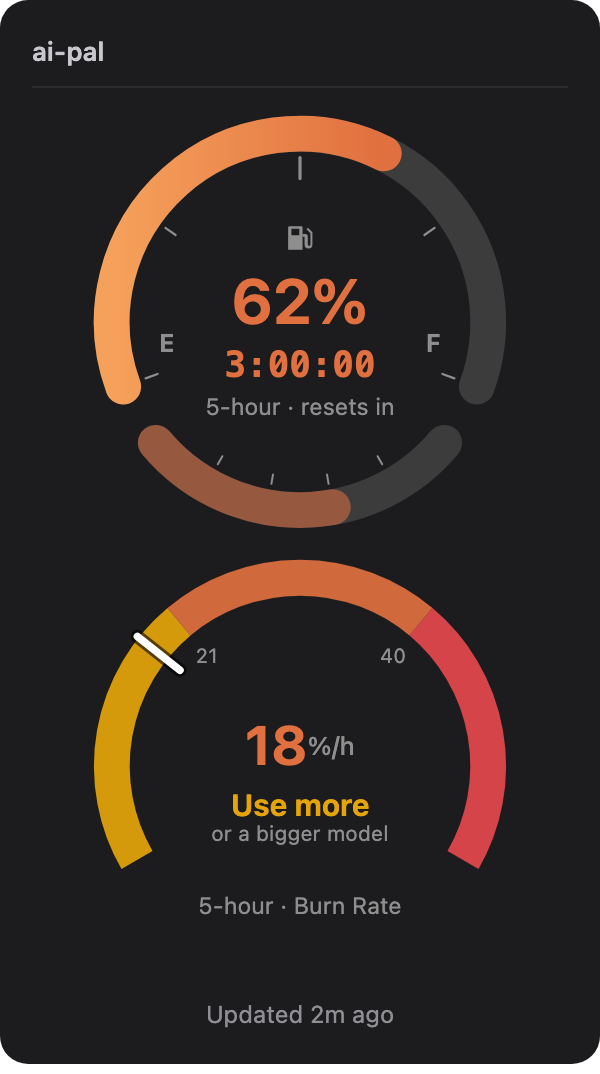 ai-pal
62%
E
F
3:00:00
5-hour · resets in
21
40
18%/h
Use more
or a bigger model
5-hour · Burn Rate
Updated 2m ago